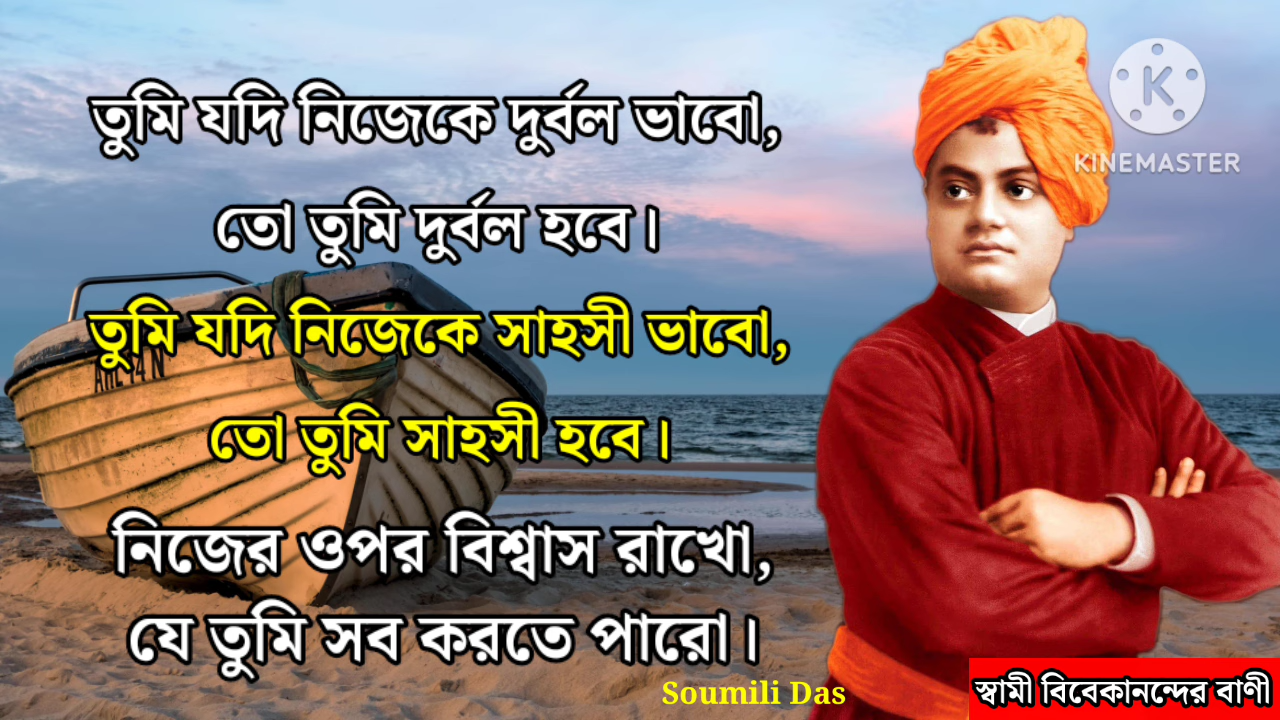 তুমি যদি নিজেকে দুর্বল ভাবো,
তো তুমি দুর্বল হবে।
তুমি যদি নিজেকে সাহসী ভাবো,
তো তুমি সাহসী হবে।
নিজের ওপর বিশ্বাস রাখো,
যে তুমি সব করতে পারো।
K
KINEMASTER
Soumili Das
স্বামী বিবেকানন্দের বাণী